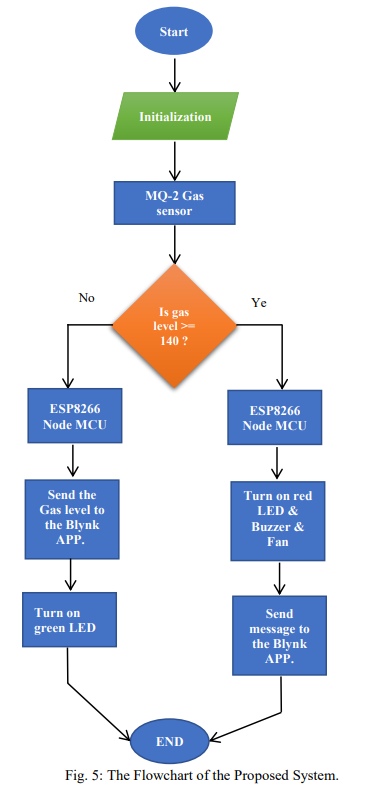 Start
Initialization
MQ-2 Gas
sensor
Is gas
level >=
140 ?
No
Ye
ESP8266
Node MCU
Send the
Gas level to
the Blynk
APP.
Turn on
green LED
ESP8266
Node MCU
Turn on red
LED &
Buzzer &
Fan
Send
message to
the Blynk
APP.
END
Fig. 5: The Flowchart of the Proposed System.